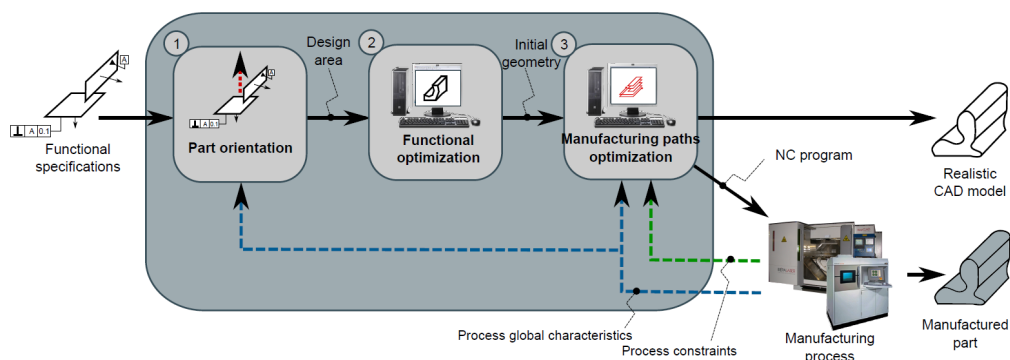 1
Design
area
2
Initial
geometry
3
A
A
⊥ A 0.1
Functional
specifications
⊥ A 0.1
Part orientation
Functional
optimization
Manufacturing paths
optimization
NC program
Realistic
CAD model
Process global characteristics
Process constraints
Manufacturing
process
Manufactured
part